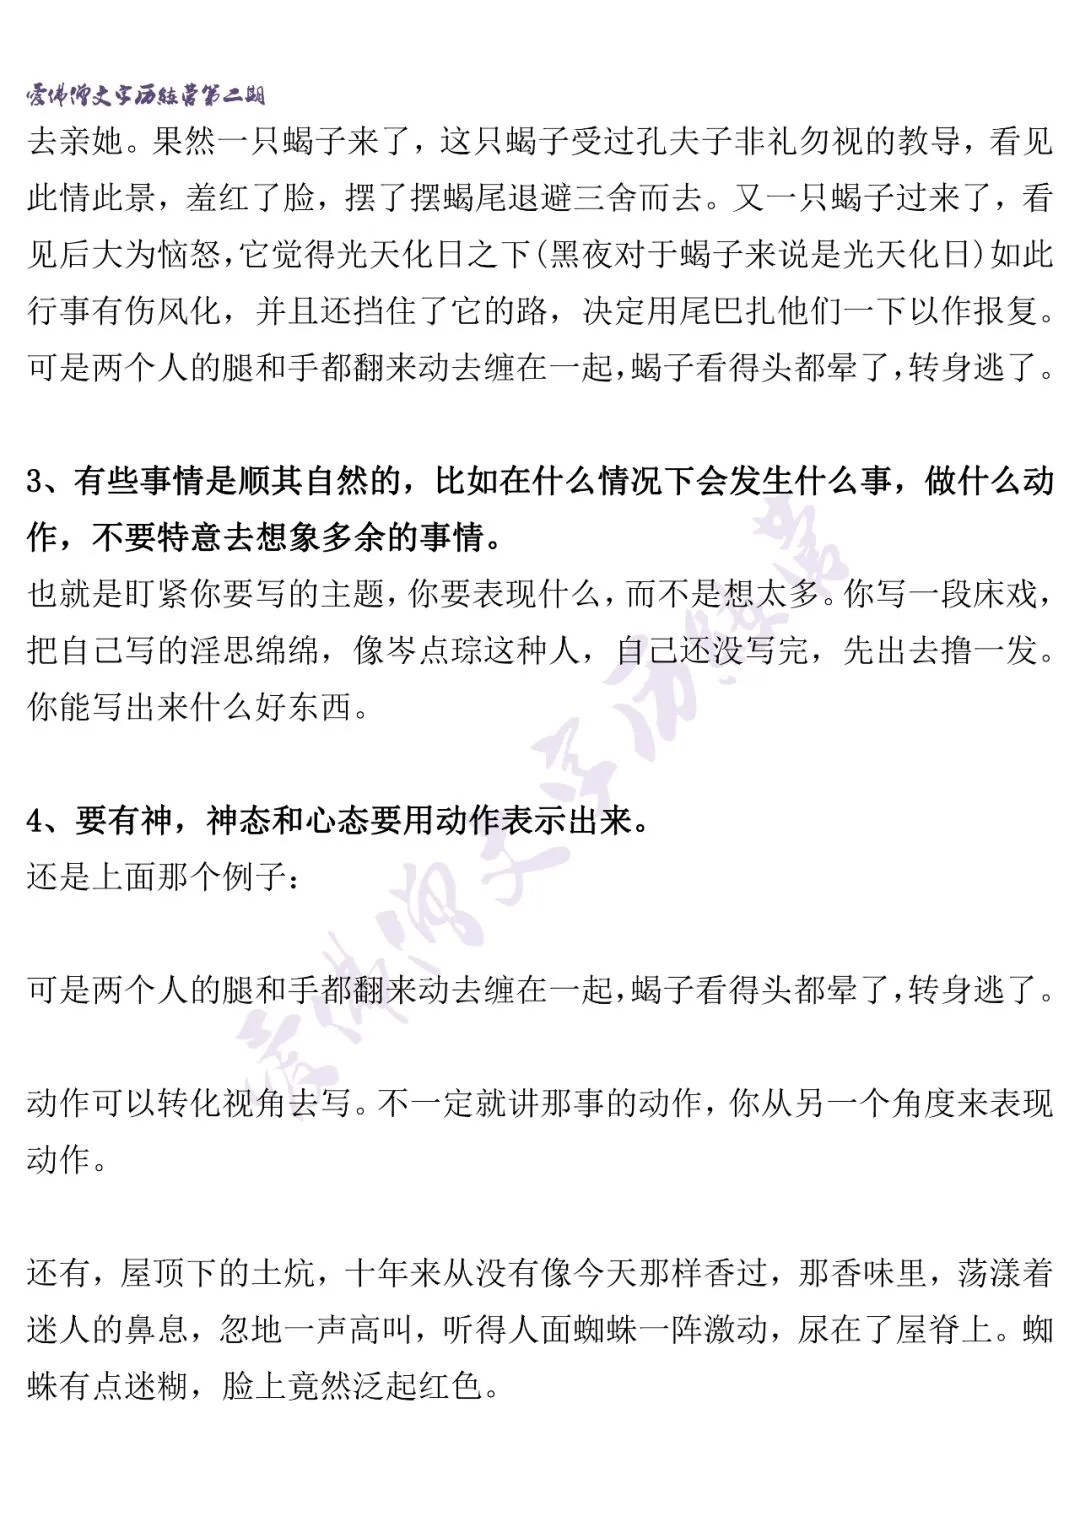 爱佛僧文字历练营第二期
去亲她。果然一只蝎子来了，这只蝎子受过孔夫子非礼勿视的教导，看见
此情此景，羞红了脸，摆了摆蝎尾退避三舍而去。又一只蝎子过来了，看
见后大为恼怒，它觉得光天化日之下(黑夜对于蝎子来说是光天化日)如此
行事有伤风化，并且还挡住了它的路，决定用尾巴扎他们一下以作报复。
可是两个人的腿和手都翻来动去缠在一起，蝎子看得头都晕了，转身逃了。
3、有些事情是顺其自然的，比如在什么情况下会发生什么事，做什么动
作，不要特意去想象多余的事情。
也就是盯紧你要写的主题，你要表现什么，而不是想太多。你写一段床戏，
把自己写的淫思绵绵，像岑点琮这种人，自己还没写完，先出去撸一发。
你能写出来什么好东西。
4、要有神，神态和心态要用动作表示出来。
还是上面那个例子：
可是两个人的腿和手都翻来动去缠在一起，蝎子看得头都晕了，转身逃了。
动作可以转化视角去写。不一定就讲那事的动作，你从另一个角度来表现
动作。
还有，屋顶下的土炕，十年来从没有像今天那样香过，那香味里，荡漾着
迷人的鼻息，忽地一声高叫，听得人面蜘蛛一阵激动，尿在了屋脊上。蜘
蛛有点迷糊，脸上竟然泛起红色。
爱佛僧文字历练营